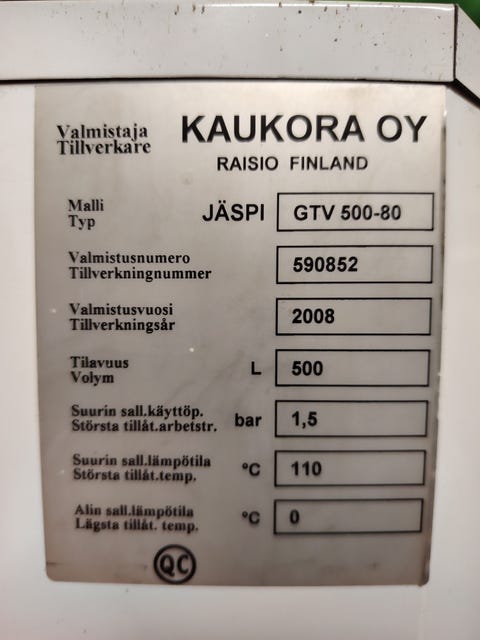 Valmistaja KAUKORA OY
Tillverkare
RAISIO FINLAND
Malli
Typ JÄSPI GTV 500-80
Valmistusnumero
Tillverkningnummer 590852
Valmistusvuosi
Tillverkningsår 2008
Tilavuus
Volym L 500
Suurin sall.käyttöp.
Största tillåt.arbetstr. bar 1,5
Suurin sall.lämpötila
Största tillåt.temp. °C 110
Alin sall.lämpötila
Lägsta tillåt. temp. °C 0
QC